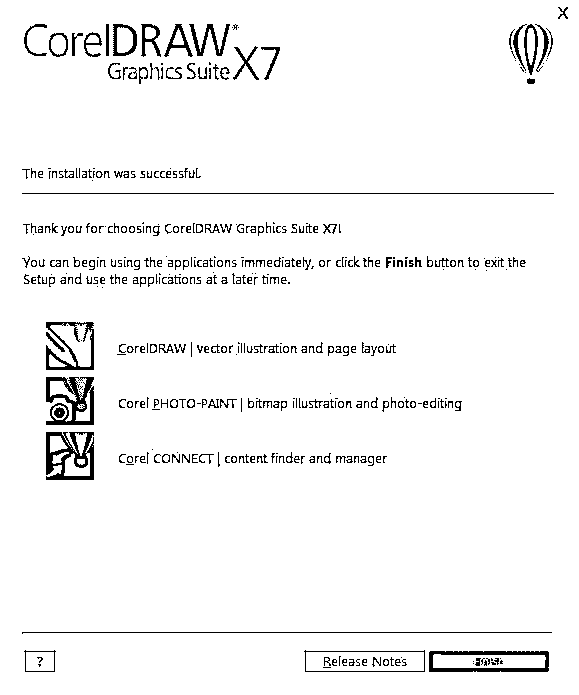 X
CorelDRAW®
Graphics Suite X7
The installation was successful.
Thank you for choosing CorelDRAW Graphics Suite X7!
You can begin using the applications immediately, or click the Finish button to exit the
Setup and use the applications at a later time.
CorelDRAW | vector illustration and page layout
Corel PHOTO-PAINT | bitmap illustration and photo-editing
Corel CONNECT | content finder and manager
?
Release Notes
Finish